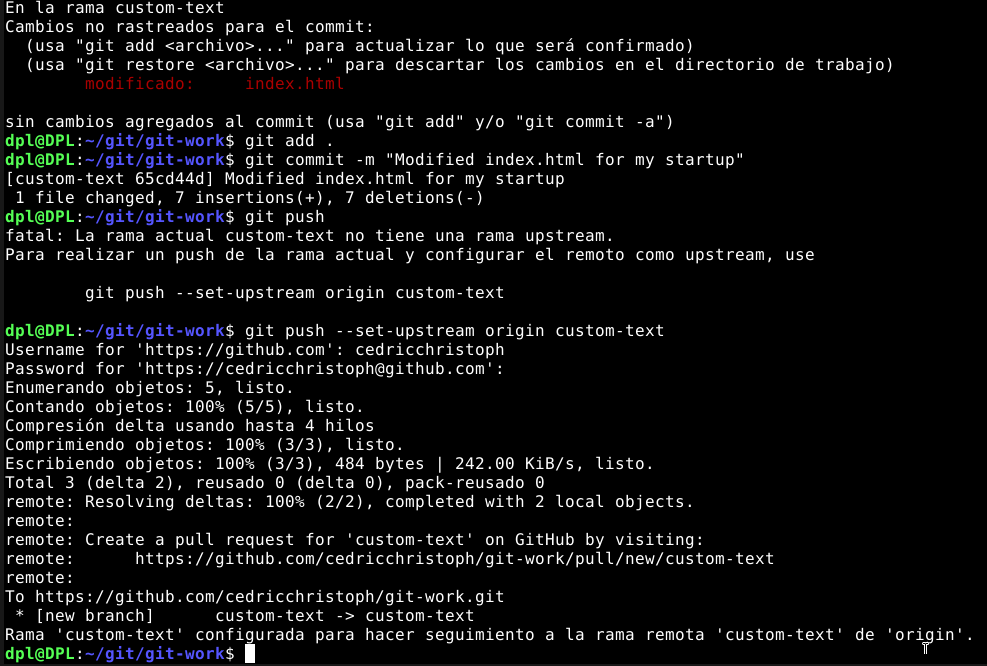 En la rama custom-text
Cambios no rastreados para el commit:
  (usa "git add <archivo>..." para actualizar lo que será confirmado)
  (usa "git restore <archivo>..." para descartar los cambios en el directorio de trabajo)
        modificado:     index.html

sin cambios agregados al commit (usa "git add" y/o "git commit -a")
dpl@DPL:~/git/git-work$ git add .
dpl@DPL:~/git/git-work$ git commit -m "Modified index.html for my startup"
[custom-text 65cd44d] Modified index.html for my startup
 1 file changed, 7 insertions(+), 7 deletions(-)
dpl@DPL:~/git/git-work$ git push
fatal: La rama actual custom-text no tiene una rama upstream.
Para realizar un push de la rama actual y configurar el remoto como upstream, use

        git push --set-upstream origin custom-text

dpl@DPL:~/git/git-work$ git push --set-upstream origin custom-text
Username for 'https://github.com': cedricchristoph
Password for 'https://cedricchristoph@github.com':
Enumerando objetos: 5, listo.
Contando objetos: 100% (5/5), listo.
Compresión delta usando hasta 4 hilos
Comprimiendo objetos: 100% (3/3), listo.
Escribiendo objetos: 100% (3/3), 484 bytes | 242.00 KiB/s, listo.
Total 3 (delta 2), reusado 0 (delta 0), pack-reusado 0
remote: Resolving deltas: 100% (2/2), completed with 2 local objects.
remote:
remote: Create a pull request for 'custom-text' on GitHub by visiting:
remote:      https://github.com/cedricchristoph/git-work/pull/new/custom-text
remote:
To https://github.com/cedricchristoph/git-work.git
 * [new branch]      custom-text -> custom-text
Rama 'custom-text' configurada para hacer seguimiento a la rama remota 'custom-text' de 'origin'.
dpl@DPL:~/git/git-work$